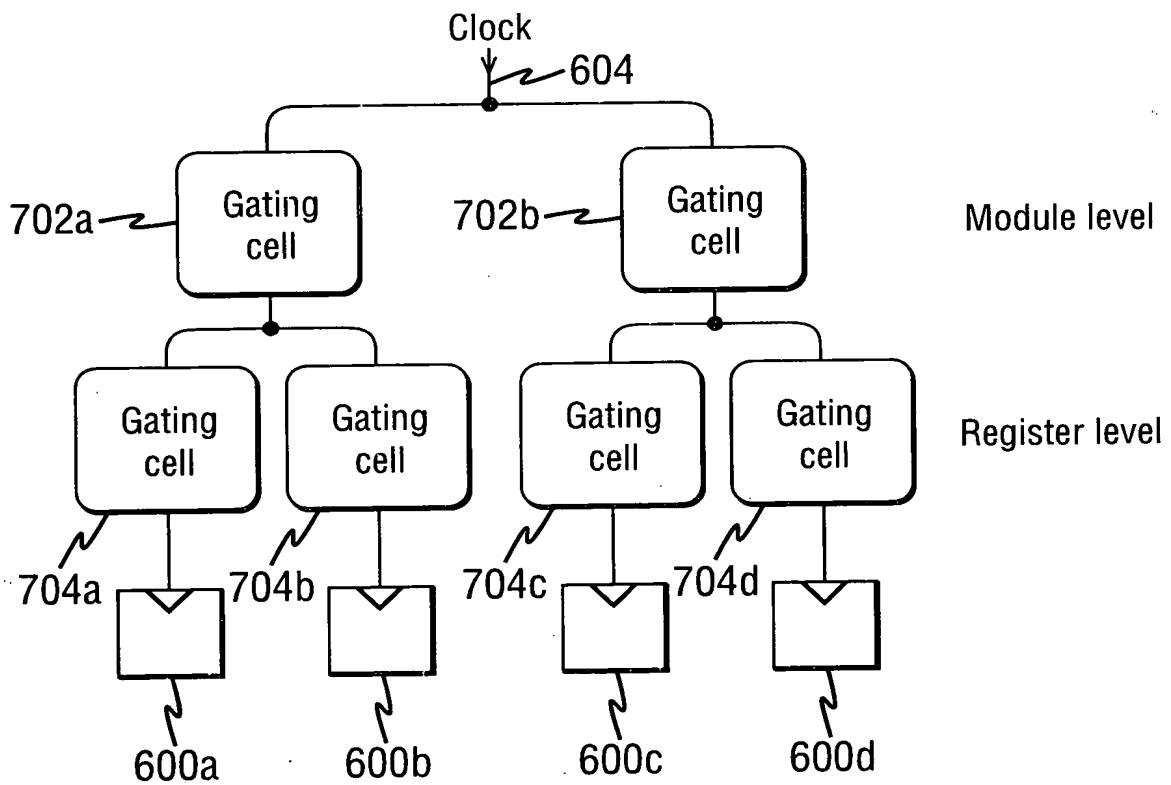 Clock
604
Gating
cell
702a
Gating
cell
702b
Module level
Gating
cell
Gating
cell
Gating
cell
Gating
cell
Register level
704a
704b
704c
704d
600a
600b
600c
600d